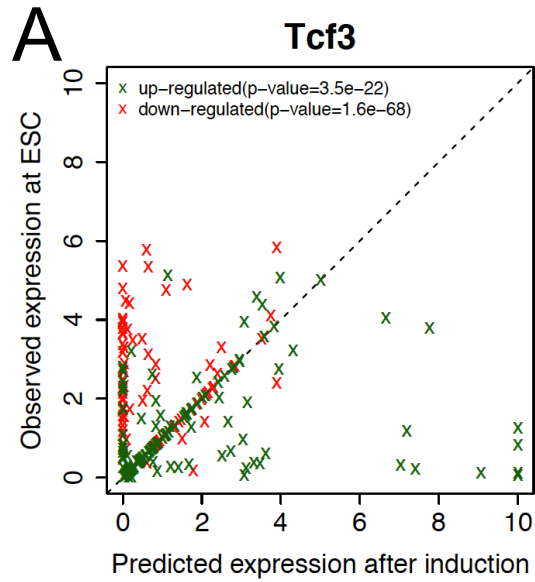 A
Tcf3
x up−regulated(p−value=3.5e−22)
x down−regulated(p−value=1.6e−68)
Observed expression at ESC
10
8
6
4
2
0
0 2 4 6 8 10
Predicted expression after induction